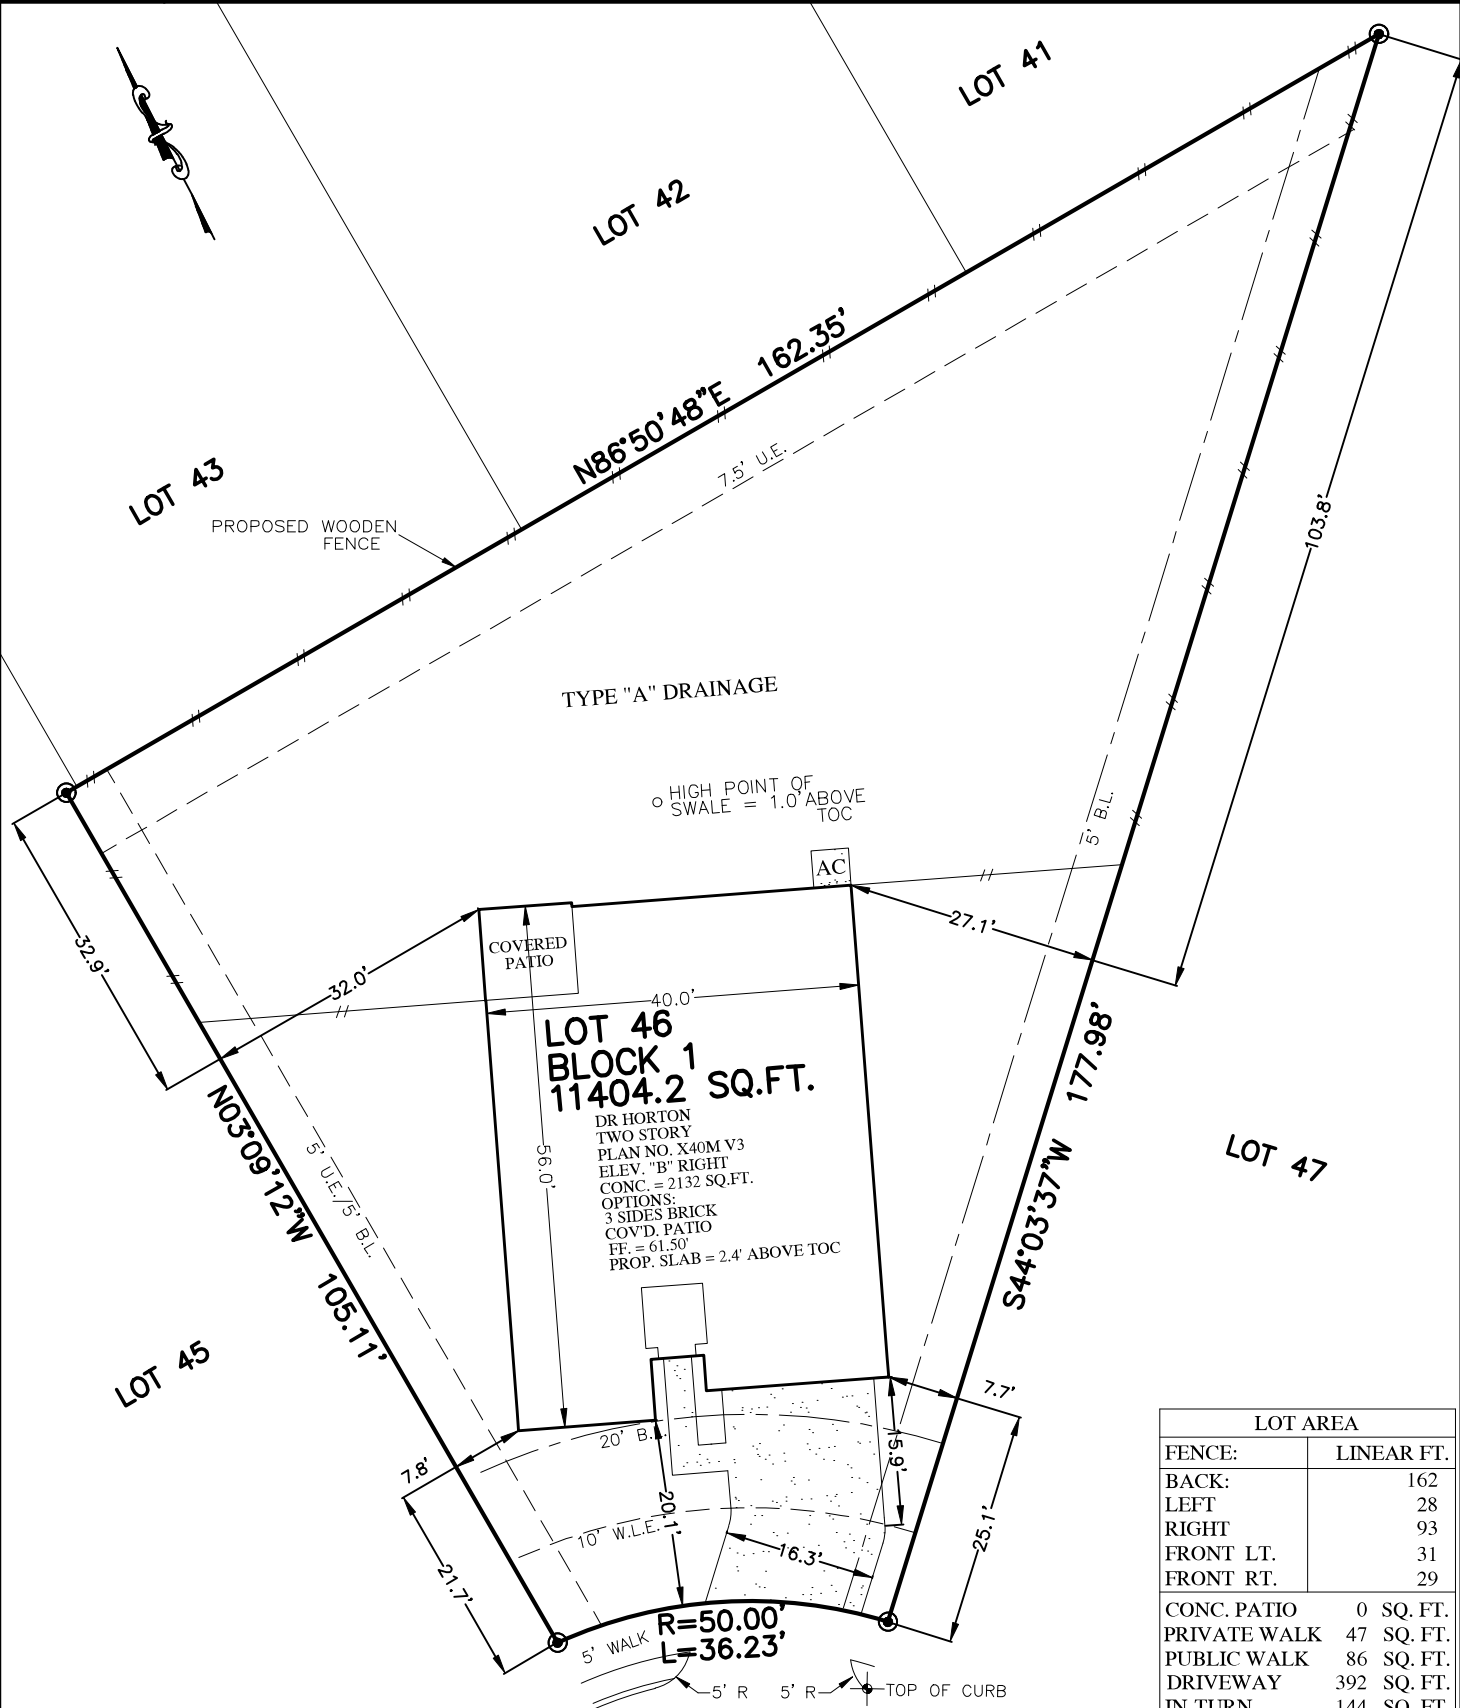 LOT 41
LOT 42
LOT 43
N86°50'48"E 162.35'
7.5' U.E.
PROPOSED WOODEN
FENCE
103.8'
TYPE "A" DRAINAGE
HIGH POINT OF
SWALE = 1.0' ABOVE
TOC
5' B.L.
AC
27.1'
COVERED
PATIO
32.9'
32.0'
40.0'
LOT 46
BLOCK 1
11404.2 SQ.FT.
DR HORTON
TWO STORY
PLAN NO. X40M V3
ELEV. "B" RIGHT
CONC. = 2132 SQ.FT.
OPTIONS:
3 SIDES BRICK
COV'D. PATIO
FF. = 61.50'
PROP. SLAB = 2.4' ABOVE TOC
56.0'
N03°09'12"W 105.11'
5' U.E./5' B.L.
S44°03'37"W 177.98'
LOT 47
LOT 45
7.7'
7.8'
20' B.L.
15.9'
20.1'
10' W.L.E.
16.3'
25.1'
21.7'
R=50.00'
L=36.23'
5' WALK
5' R
5' R
TOP OF CURB
LOT AREA
FENCE: LINEAR FT.
BACK: 162
LEFT 28
RIGHT 93
FRONT LT. 31
FRONT RT. 29
CONC. PATIO 0 SQ. FT.
PRIVATE WALK 47 SQ. FT.
PUBLIC WALK 86 SQ. FT.
DRIVEWAY 392 SQ. FT.
IN TURN 144 SQ. FT.